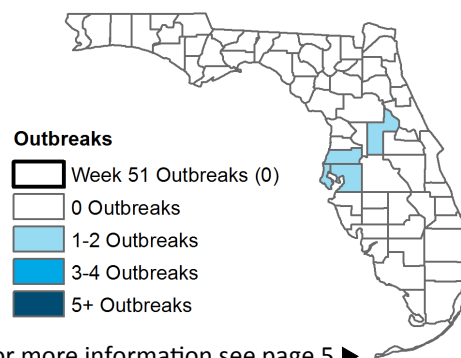 Outbreaks
Week 51 Outbreaks (0)
0 Outbreaks
1-2 Outbreaks
3-4 Outbreaks
5+ Outbreaks
or more information see page 5 ▶